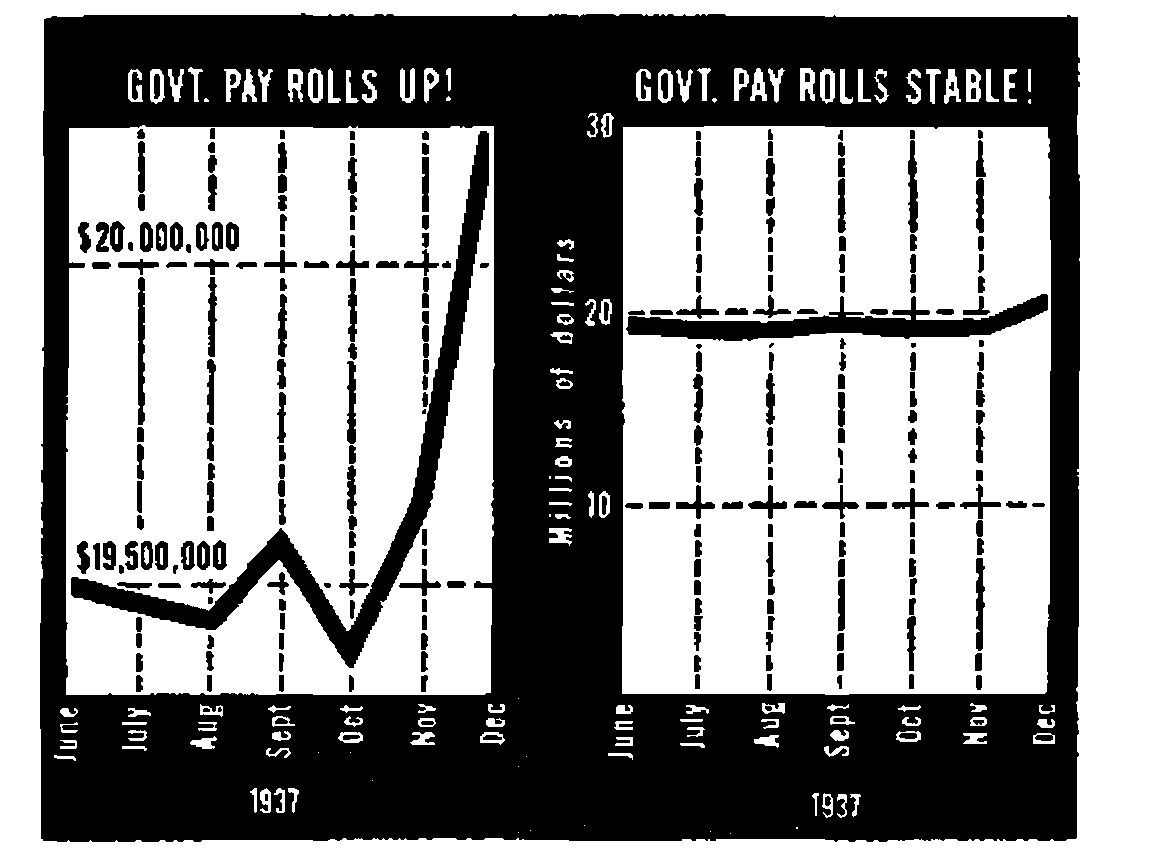 GOVT. PAY ROLLS UP!
$20.000,000
$19,500,000
June July Aug Sept Oct Nov Dec
1937
GOVT. PAY ROLLS STABLE!
Millions of dollars
30
20
10
June July Aug Sept Oct Nov Dec
1937